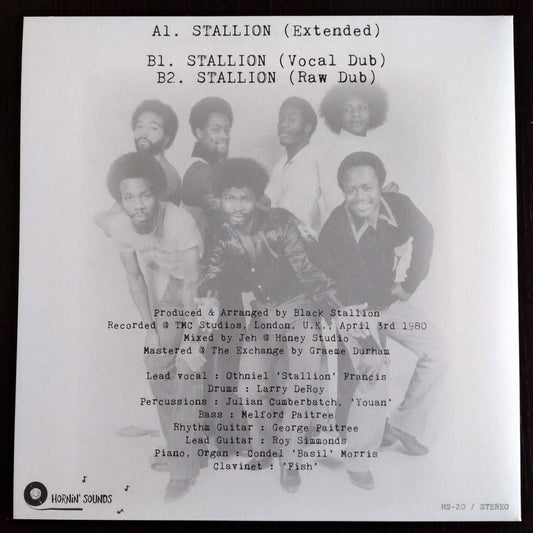 A1. STALLION (Extended)
B1. STALLION (Vocal Dub)
B2. STALLION (Raw Dub)
Produced & Arranged by Black Stallion
Recorded @ TMC Studios, London, U.K., April 3rd 1980
Mixed by Jeh @ Honey Studio
Mastered @ The Exchange by Graeme Durham
Lead vocal : Othniel 'Stallion' Francis
Drums : Larry DeRoy
Percussions : Julian Cumberbatch, 'Youan'
Bass : Melford Paitree
Rhythm Guitar : George Paitree
Lead Guitar : Roy Simmonds
Piano, Organ : Condel 'Basil' Morris
Clavinet : 'Fish'
HORNIN' SOUNDS
HS-20 / STEREO